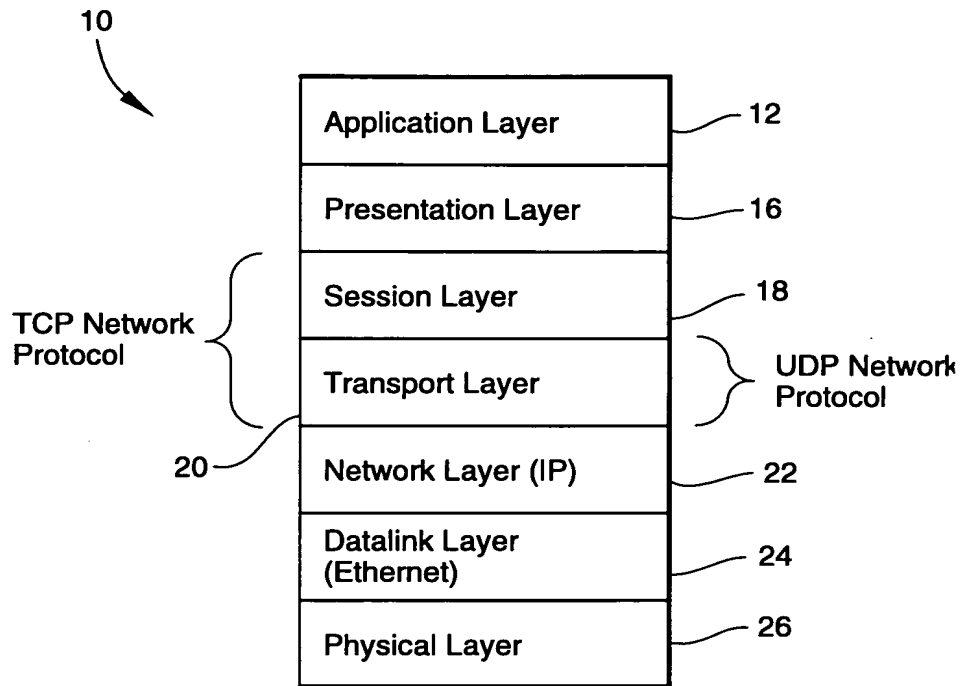 10
Application Layer
12
Presentation Layer
16
Session Layer
18
TCP Network
Protocol
Transport Layer
UDP Network
Protocol
20
Network Layer (IP)
22
Datalink Layer
(Ethernet)
24
Physical Layer
26